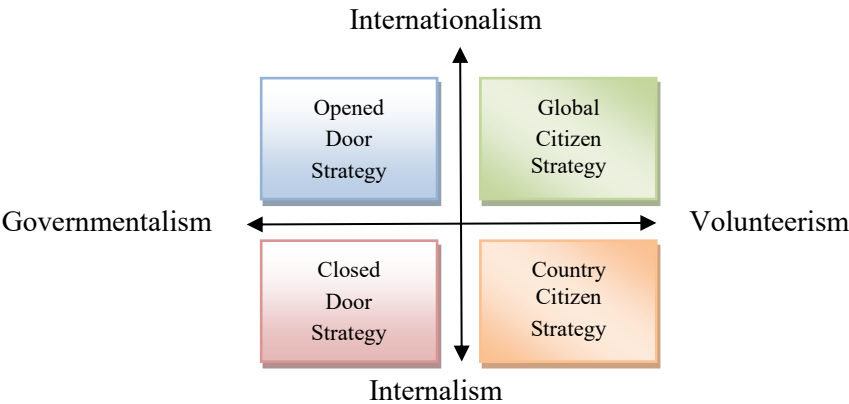 Internationalism
Opened
Door
Strategy
Global
Citizen
Strategy
Governmentalism
Volunteerism
Closed
Door
Strategy
Country
Citizen
Strategy
Internalism